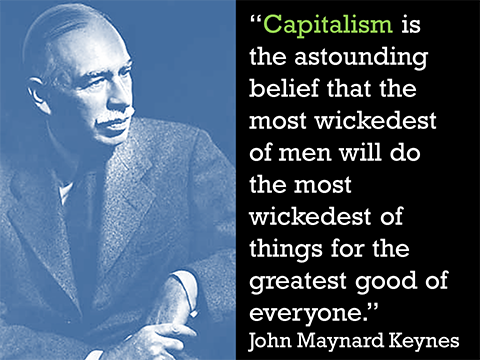 “Capitalism is
the astounding
belief that the
most wickedest
of men will do
the most
wickedest of
things for the
greatest good of
everyone.”
John Maynard Keynes